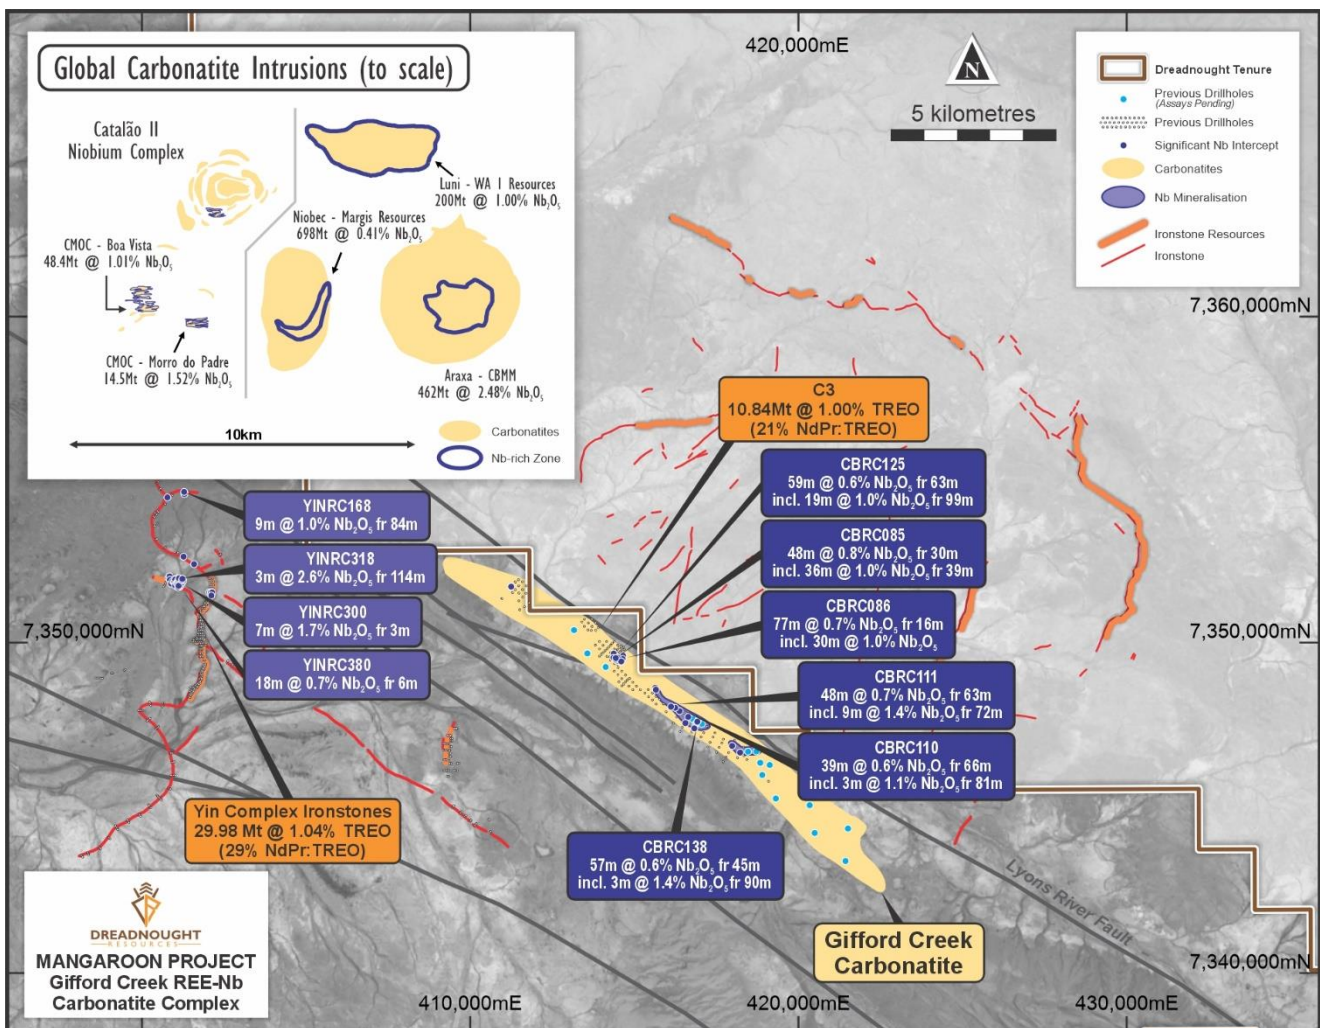 Global Carbonatite Intrusions (to scale)
Catalão II
Niobium Complex
Luni - WA 1 Resources
200Mt @ 1.00% Nb₂O₅
Niobec - Margis Resources
698Mt @ 0.41% Nb₂O₅
CMOC - Boa Vista
48.4Mt @ 1.01% Nb₂O₅
CMOC - Morro do Padre
14.5Mt @ 1.52% Nb₂O₅
Araxa - CBMM
462Mt @ 2.48% Nb₂O₅
10km
Carbonatites
Nb-rich Zone
420,000mE
N
5 kilometres
Dreadnought Tenure
Previous Drillholes
(Assays Pending)
Previous Drillholes
Significant Nb Intercept
Carbonatites
Nb Mineralisation
Ironstone Resources
Ironstone
7,360,000mN
C3
10.84Mt @ 1.00% TREO
(21% NdPr:TREO)
CBRC125
59m @ 0.6% Nb₂O₅ fr 63m
incl. 19m @ 1.0% Nb₂O₅ fr 99m
CBRC085
48m @ 0.8% Nb₂O₅ fr 30m
incl. 36m @ 1.0% Nb₂O₅ fr 39m
CBRC086
77m @ 0.7% Nb₂O₅ fr 16m
incl. 30m @ 1.0% Nb₂O₅
CBRC111
48m @ 0.7% Nb₂O₅ fr 63m
incl. 9m @ 1.4% Nb₂O₅ fr 72m
CBRC110
39m @ 0.6% Nb₂O₅ fr 66m
incl. 3m @ 1.1% Nb₂O₅ fr 81m
YINRC168
9m @ 1.0% Nb₂O₅ fr 84m
YINRC318
3m @ 2.6% Nb₂O₅ fr 114m
YINRC300
7m @ 1.7% Nb₂O₅ fr 3m
YINRC380
18m @ 0.7% Nb₂O₅ fr 6m
7,350,000mN
7,350,000mN
Yin Complex Ironstones
29.98 Mt @ 1.04% TREO
(29% NdPr:TREO)
CBRC138
57m @ 0.6% Nb₂O₅ fr 45m
incl. 3m @ 1.4% Nb₂O₅ fr 90m
Lyons River Fault
Gifford Creek
Carbonatite
DREADNOUGHT
RESOURCES
MANGAROON PROJECT
Gifford Creek REE-Nb
Carbonatite Complex
7,340,000mN
410,000mE
420,000mE
430,000mE